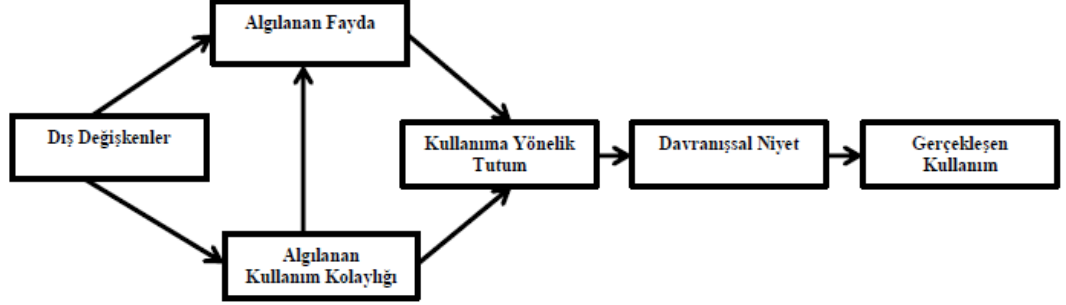 Algılanan Fayda
Dış Değişkenler
Kullanıma Yönelik
Tutum
Davranışsal Niyet
Gerçekleşen
Kullanım
Algılanan
Kullanım Kolaylığı